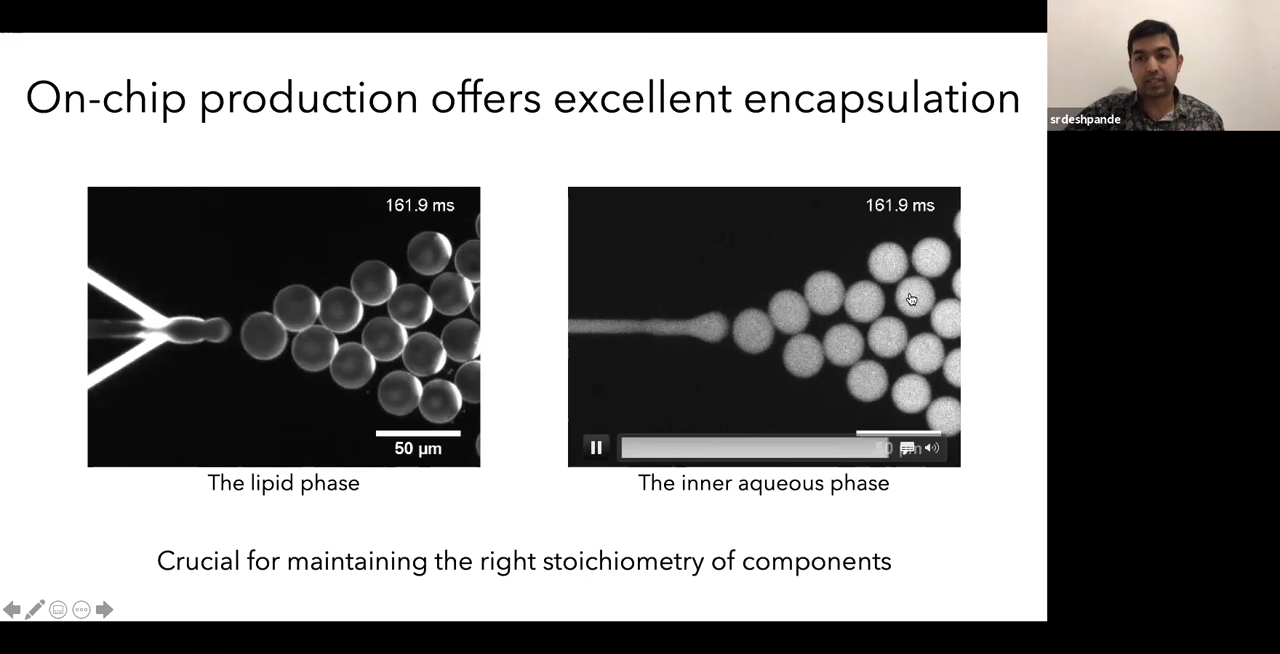 On-chip production offers excellent encapsulation
srdeshpande
161.9 ms
161.9 ms
50 µm
The lipid phase
The inner aqueous phase
Crucial for maintaining the right stoichiometry of components